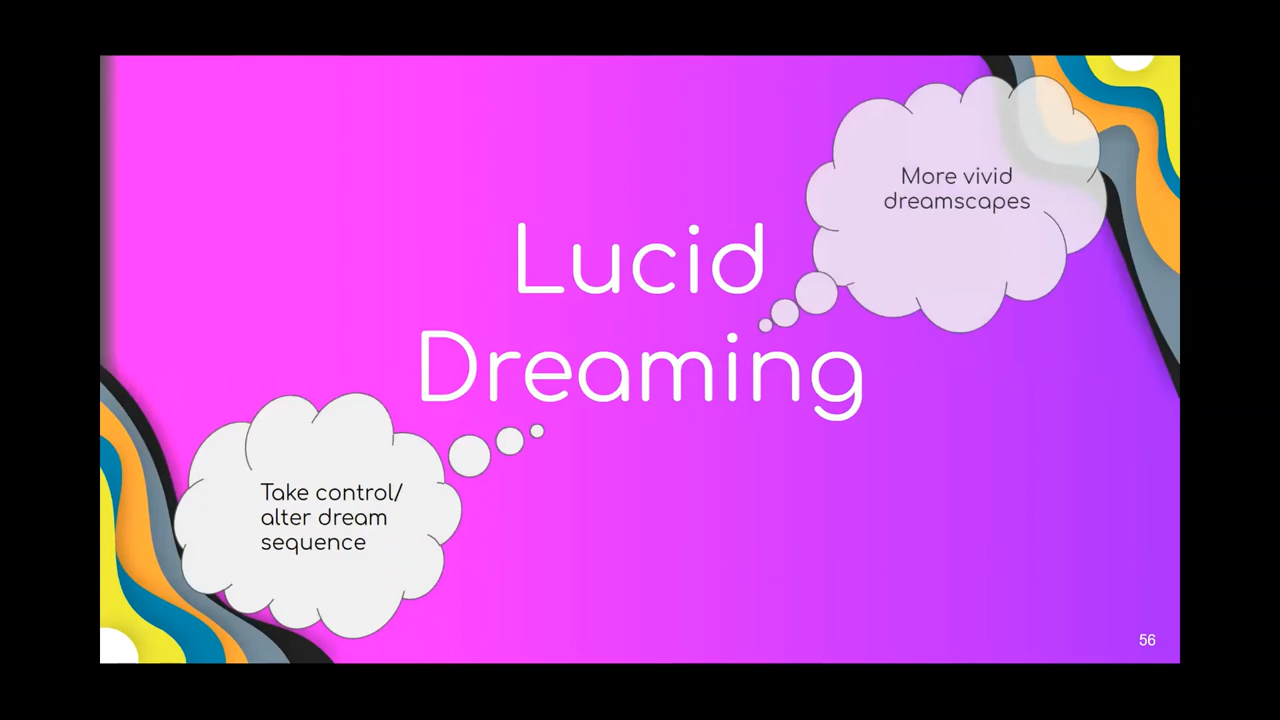 More vivid
dreamscapes
Lucid
Dreaming
Take control/
alter dream
sequence
56